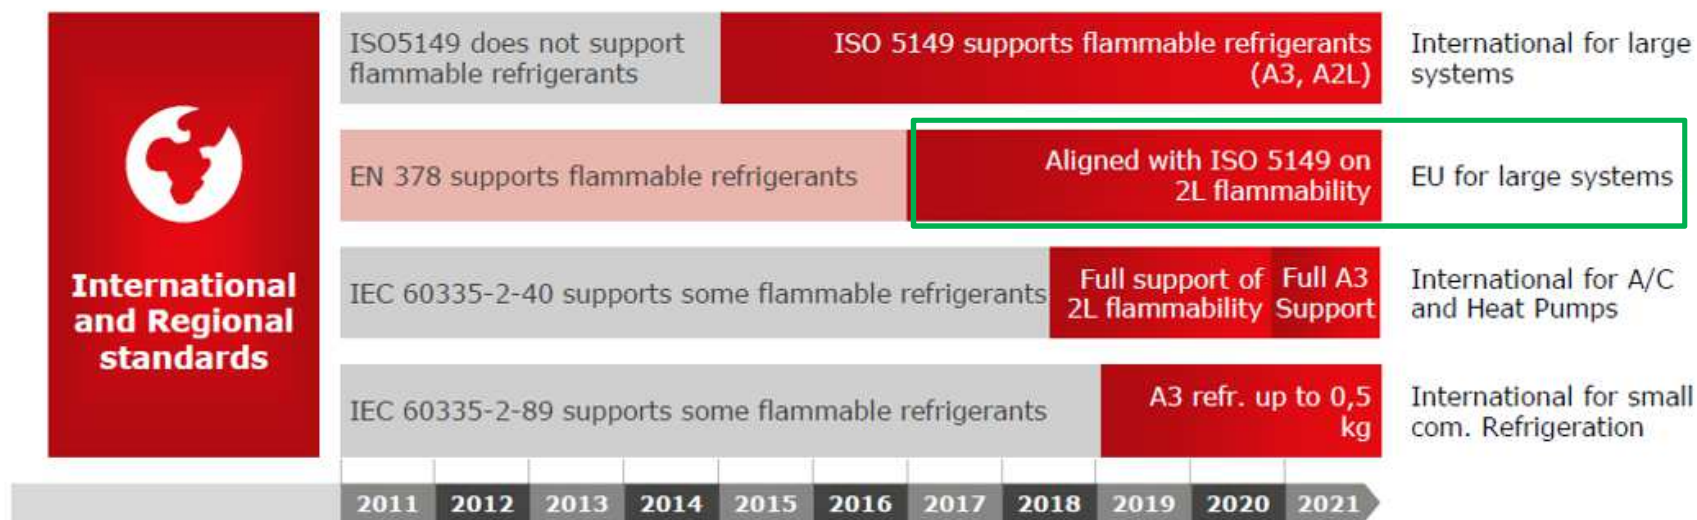 International
and Regional
standards
ISO5149 does not support
flammable refrigerants
ISO 5149 supports flammable refrigerants
(A3, A2L)
International for large
systems
EN 378 supports flammable refrigerants
Aligned with ISO 5149 on
2L flammability
EU for large systems
IEC 60335-2-40 supports some flammable refrigerants
Full support of
2L flammability
Full A3
Support
International for A/C
and Heat Pumps
IEC 60335-2-89 supports some flammable refrigerants
A3 refr. up to 0,5
kg
International for small
com. Refrigeration
2011 2012 2013 2014 2015 2016 2017 2018 2019 2020 2021